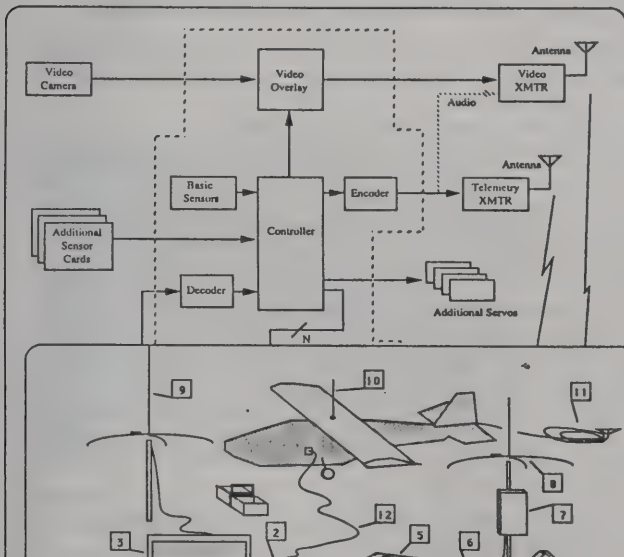 Antenna
Video
Camera
Video
Overlay
Video
XMTR
Audio
Antenna
Basic
Sensors
Encoder
Telemetry
XMTR
Additional
Sensor
Cards
Controller
Decoder
Additional Servos
N
9
10
11
8
7
3
2
12
5
6